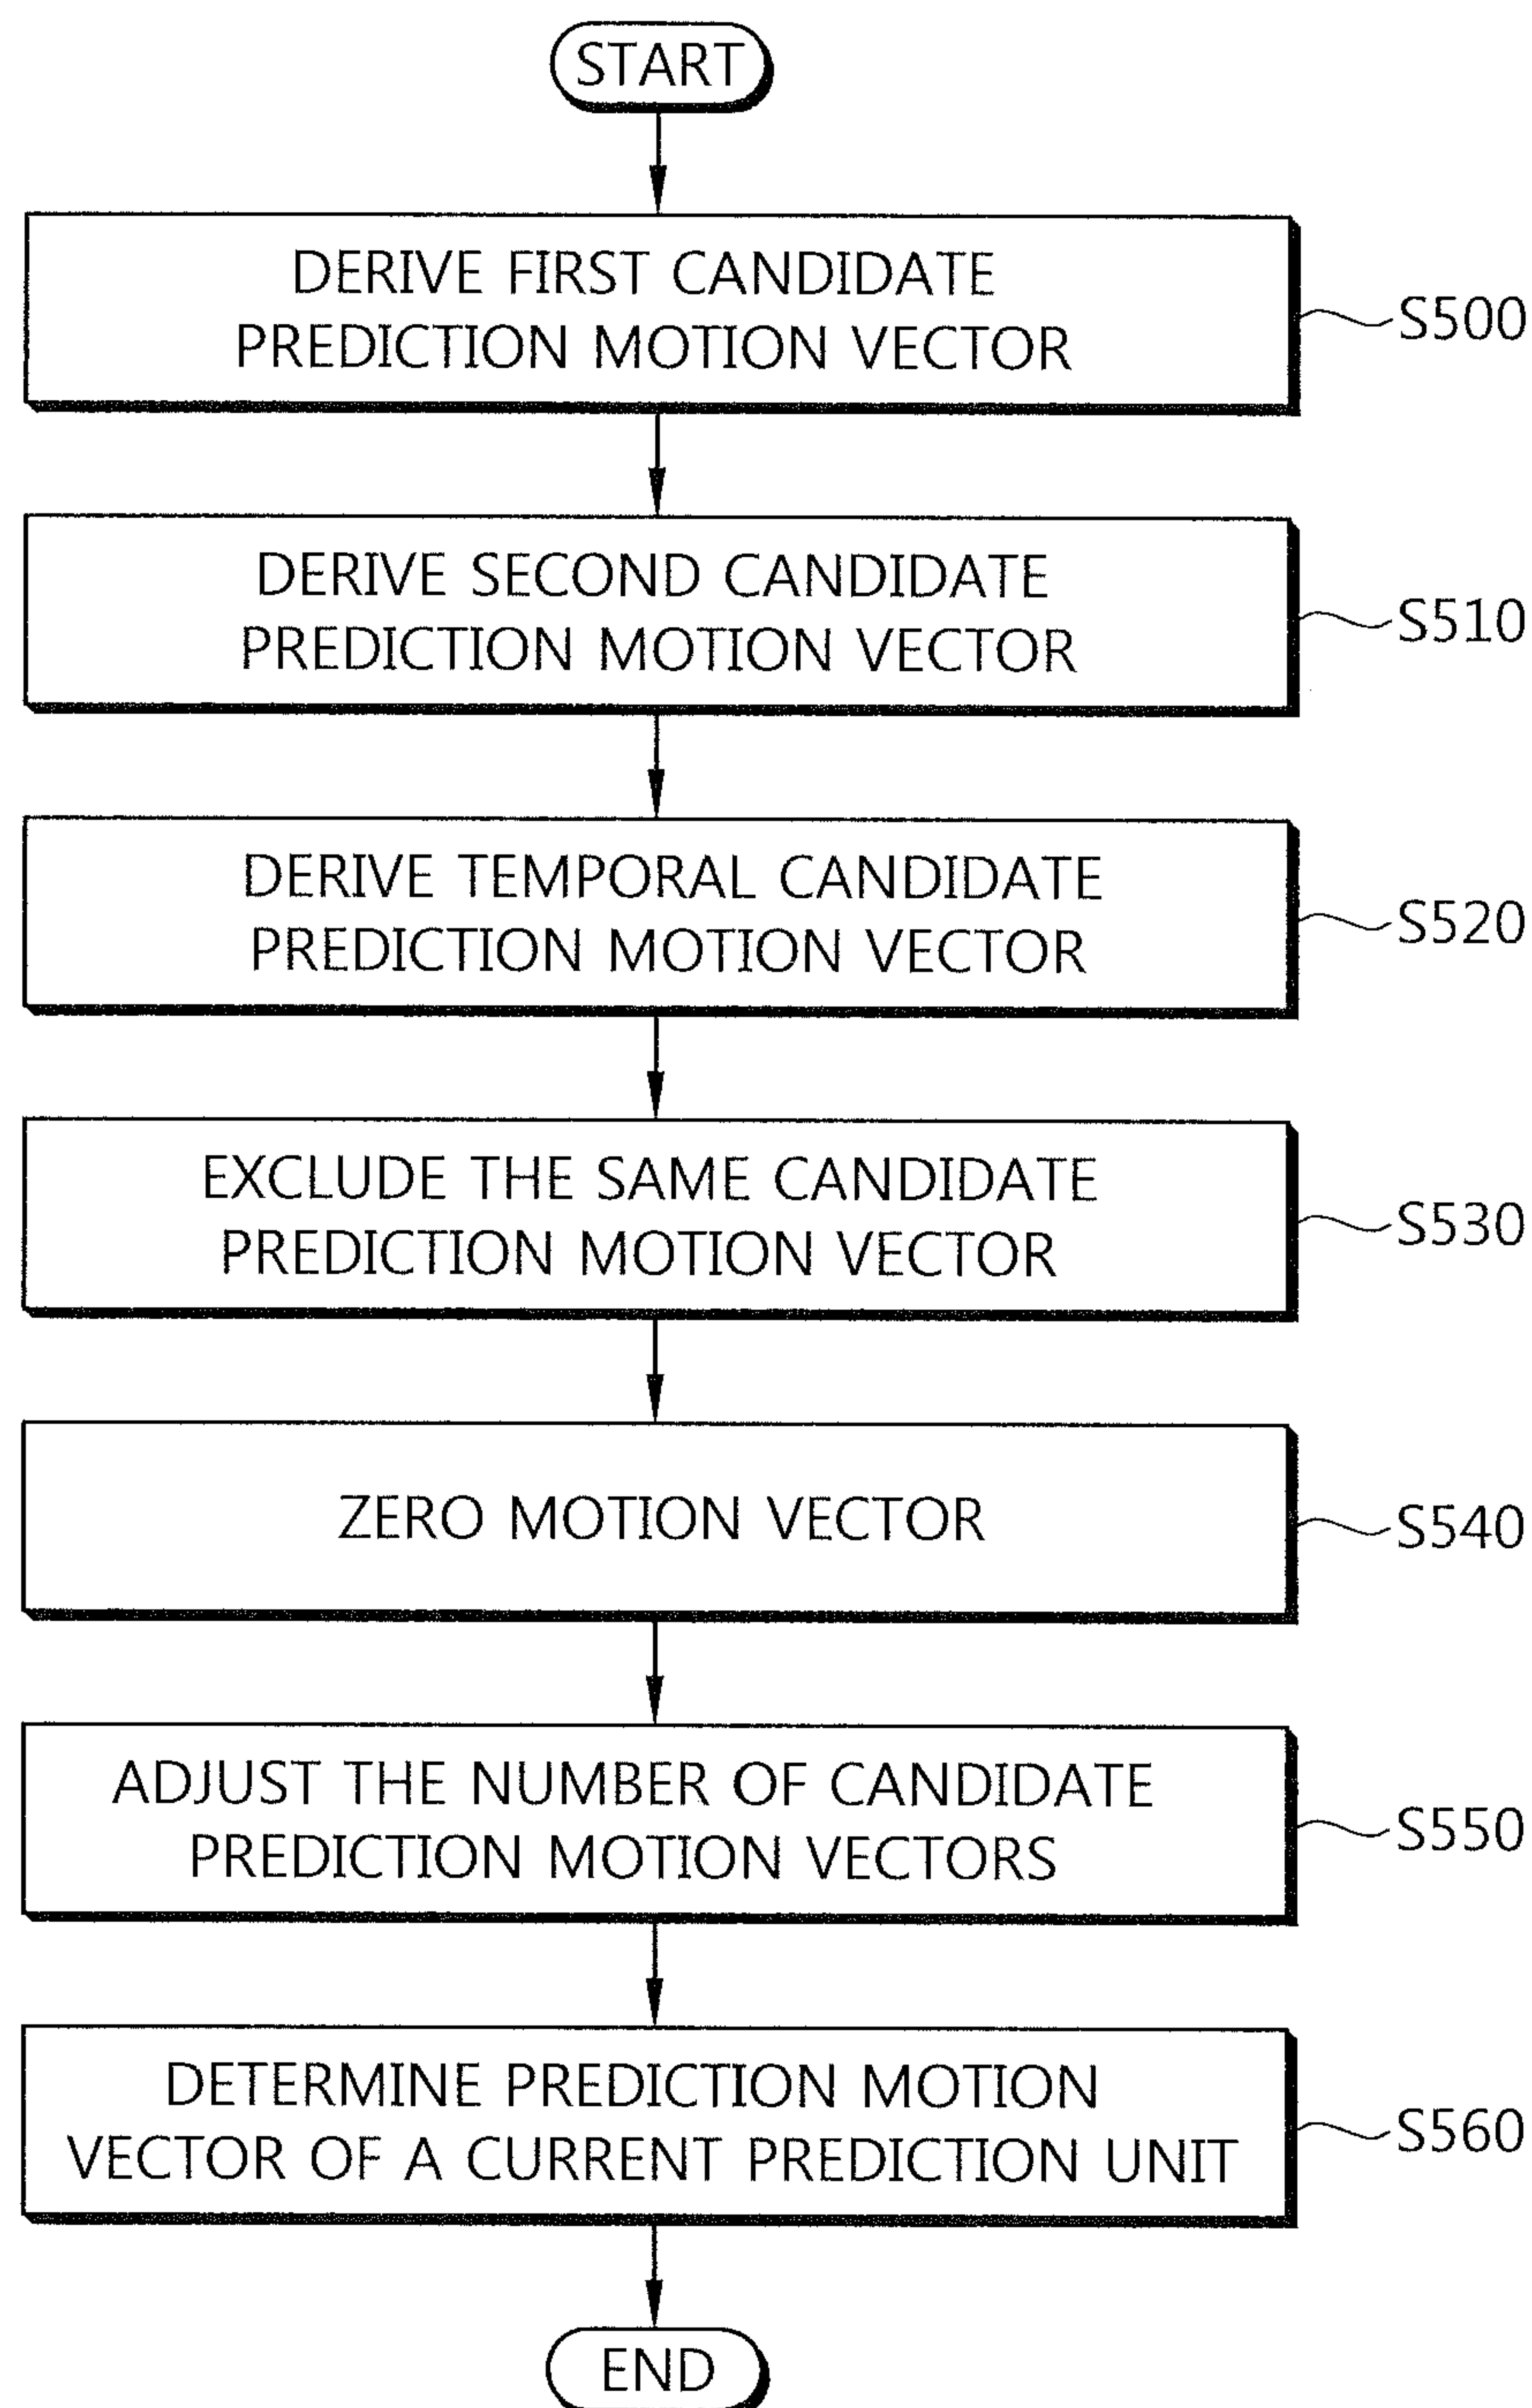 START
DERIVE FIRST CANDIDATE
PREDICTION MOTION VECTOR
S500
DERIVE SECOND CANDIDATE
PREDICTION MOTION VECTOR
S510
DERIVE TEMPORAL CANDIDATE
PREDICTION MOTION VECTOR
S520
EXCLUDE THE SAME CANDIDATE
PREDICTION MOTION VECTOR
S530
ZERO MOTION VECTOR
S540
ADJUST THE NUMBER OF CANDIDATE
PREDICTION MOTION VECTORS
S550
DETERMINE PREDICTION MOTION
VECTOR OF A CURRENT PREDICTION UNIT
S560
END